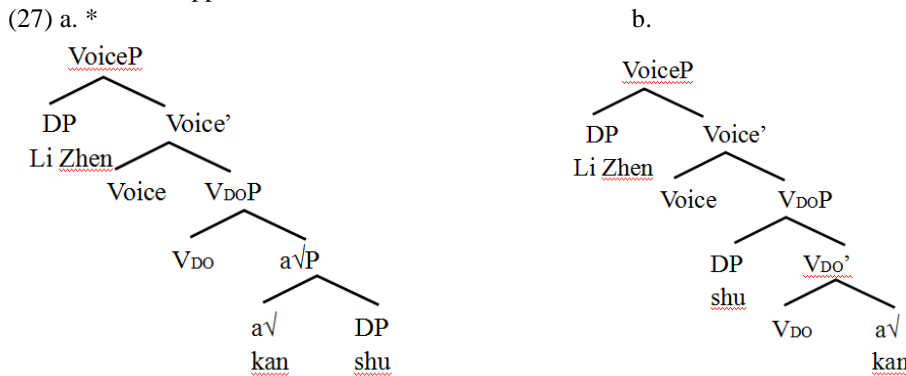 (27) a. * b.
VoiceP VoiceP
DP Voice’ DP Voice’
Li Zhen Li Zhen
Voice VDOP Voice VDOP
VDO a√P DP VDO’
shu
a√ DP VDO a√
kan shu kan